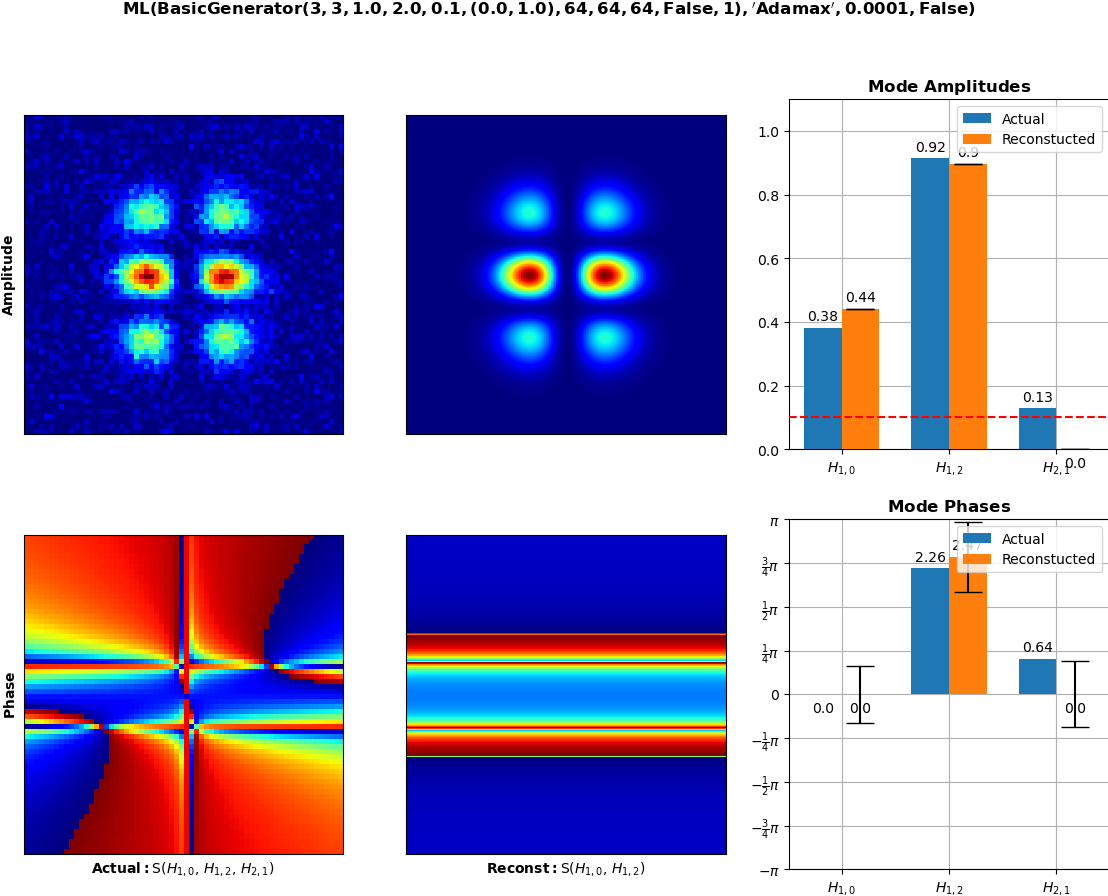 ML(BasicGenerator(3, 3, 1.0, 2.0, 0.1, (0.0, 1.0), 64, 64, 64, False, 1), ′Adamax′, 0.0001, False)
Amplitude
Mode Amplitudes
Actual
Reconstucted
1.0
0.8
0.6
0.4
0.2
0.0
0.38
0.44
0.92
0.9
0.13
0.0
H1,0
H1,2
H2,1
Phase
Actual: S(H1,0, H1,2, H2,1)
Reconst: S(H1,0, H1,2)
Mode Phases
Actual
Reconstucted
π
3/4π
1/2π
1/4π
0
−1/4π
−1/2π
−3/4π
−π
0.0
0.0
2.26
0.64
0.0
H1,0
H1,2
H2,1